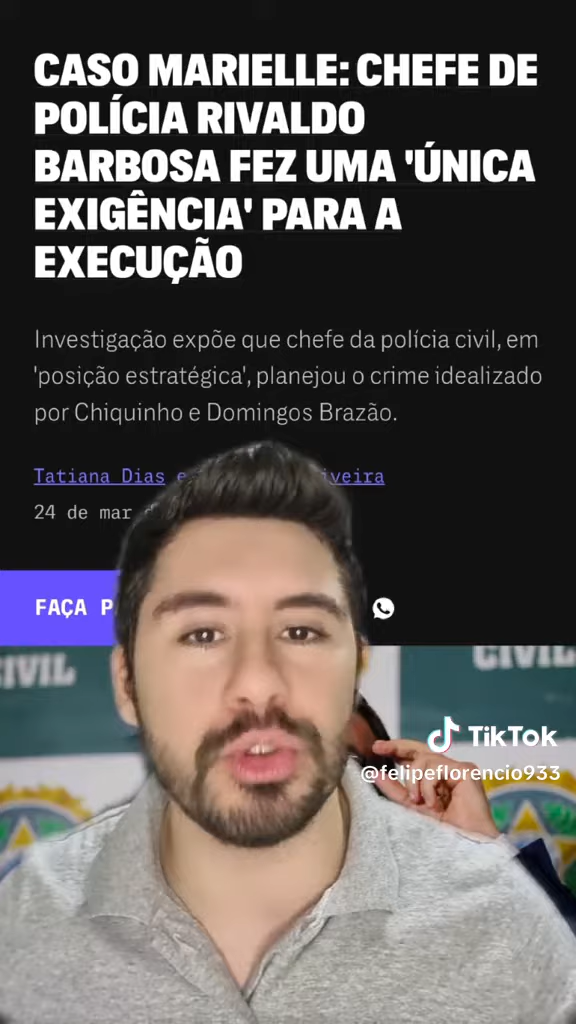 CASO MARIELLE: CHEFE DE
POLÍCIA RIVALDO
BARBOSA FEZ UMA 'ÚNICA
EXIGÊNCIA' PARA A
EXECUÇÃO
Investigação expõe que chefe da polícia civil, em
'posição estratégica', planejou o crime idealizado
por Chiquinho e Domingos Brazão.
Tatiana Dias e
24 de mar
FAÇA
CIVIL
CIVIL
TikTok
@felipeflorencio933